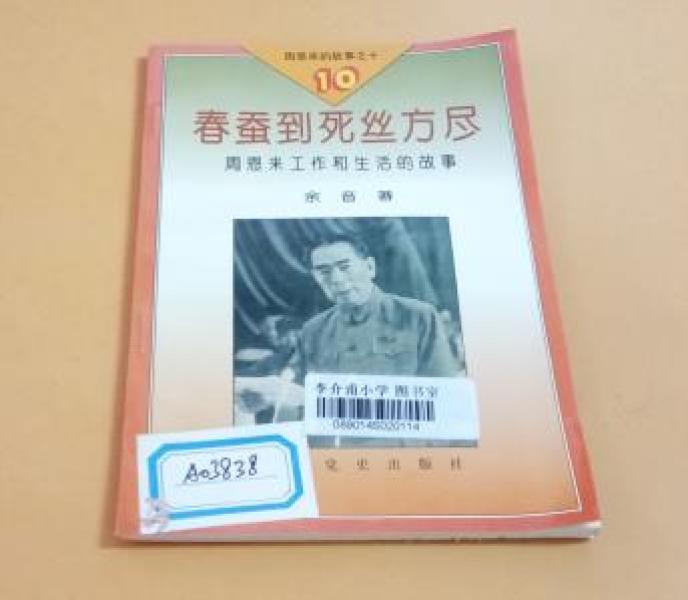 周恩来的故事之十
10
春蚕到死丝方尽
周恩来工作和生活的故事
余音著
李介甫小学 图书室
0890146020114
A03838
党史出版社
3